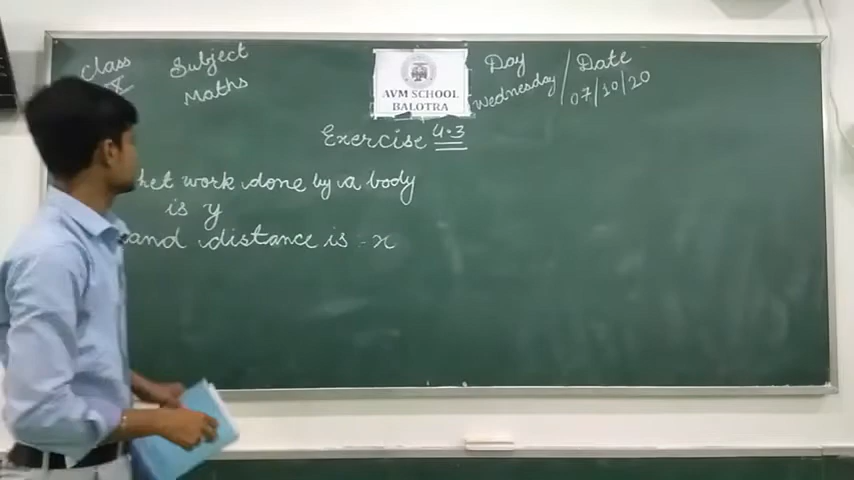 Class Subject
Maths
AVM SCHOOL
BALOTRA
Day
Wednesday
Date
07/10/20
Exercise 4.3
work done by a body
is y
and distance is = x